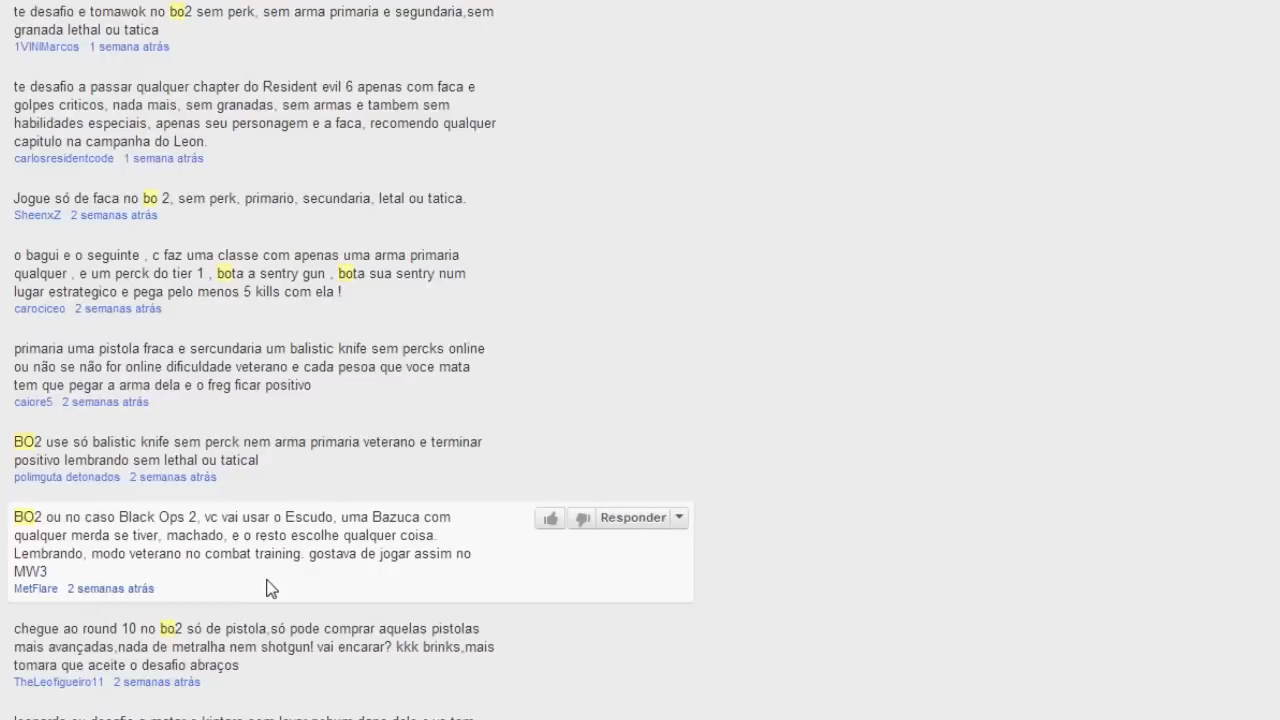 te desafio e tomawok no bo2 sem perk, sem arma primaria e segundaria,sem
granada lethal ou tatica
1VINIMarcos 1 semana atrás
te desafio a passar qualquer chapter do Resident evil 6 apenas com faca e
golpes criticos, nada mais, sem granadas, sem armas e tambem sem
habilidades especiais, apenas seu personagem e a faca, recomendo qualquer
capitulo na campanha do Leon.
carlosresidentcode 1 semana atrás
Jogue só de faca no bo 2, sem perk, primario, secundaria, letal ou tatica.
SheenxZ 2 semanas atrás
o bagui e o seguinte , c faz uma classe com apenas uma arma primaria
qualquer , e um perck do tier 1 , bota a sentry gun , bota sua sentry num
lugar estrategico e pega pelo menos 5 kills com ela !
carociceo 2 semanas atrás
primaria uma pistola fraca e sercundaria um balistic knife sem percks online
ou não se não for online dificuldade veterano e cada pesoa que voce mata
tem que pegar a arma dela e o freg ficar positivo
caiore5 2 semanas atrás
BO2 use só balistic knife sem perck nem arma primaria veterano e terminar
positivo lembrando sem lethal ou tatical
polimguta detonados 2 semanas atrás
BO2 ou no caso Black Ops 2, vc vai usar o Escudo, uma Bazuca com
Responder
qualquer merda se tiver, machado, e o resto escolhe qualquer coisa.
Lembrando, modo veterano no combat training. gostava de jogar assim no
MW3
MetFlare 2 semanas atrás
chegue ao round 10 no bo2 só de pistola,só pode comprar aquelas pistolas
mais avançadas,nada de metralha nem shotgun! vai encarar? kkk brinks,mais
tomara que aceite o desafio abraços
TheLeofigueiro11 2 semanas atrás